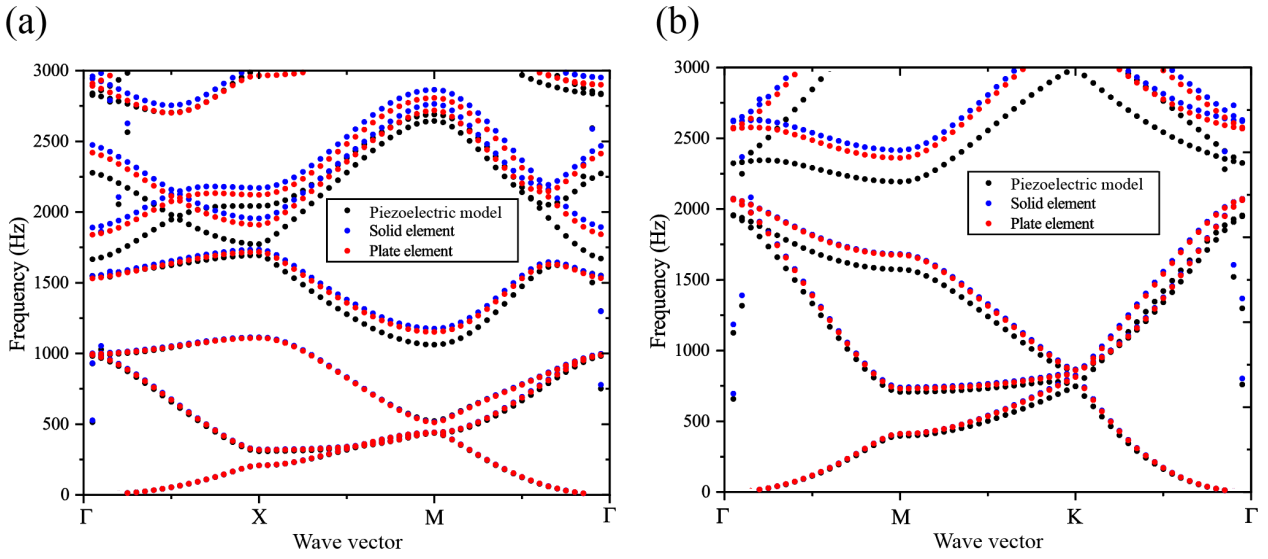 (a)
Frequency (Hz)
3000
2500
2000
1500
1000
500
0
Piezoelectric model
Solid element
Plate element
Γ
X
M
Γ
Wave vector
(b)
Frequency (Hz)
3000
2500
2000
1500
1000
500
0
Piezoelectric model
Solid element
Plate element
Γ
M
K
Γ
Wave vector